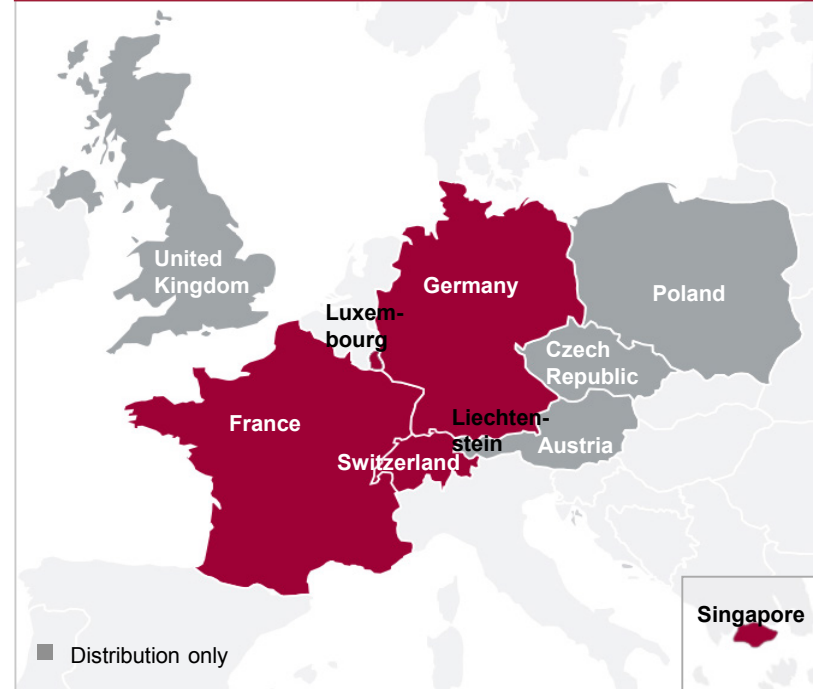 United
Kingdom
Germany
Poland
Luxem-
bourg
Czech
Republic
France
Liechten-
stein
Austria
Switzerland
Singapore
Distribution only